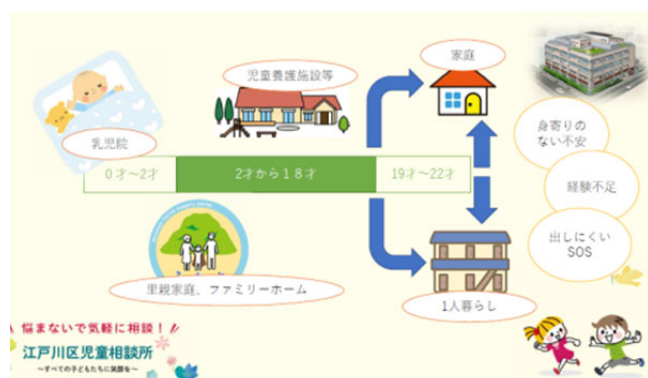 家庭
児童養護施設等
乳児院
身寄りの
ない不安
0才～2才
2才から１８才
19才～22才
経験不足
出しにくい
SOS
里親家庭、ファミリーホーム
1人暮らし
悩まないで気軽に相談！
江戸川区児童相談所
～すべての子どもたちに笑顔を～